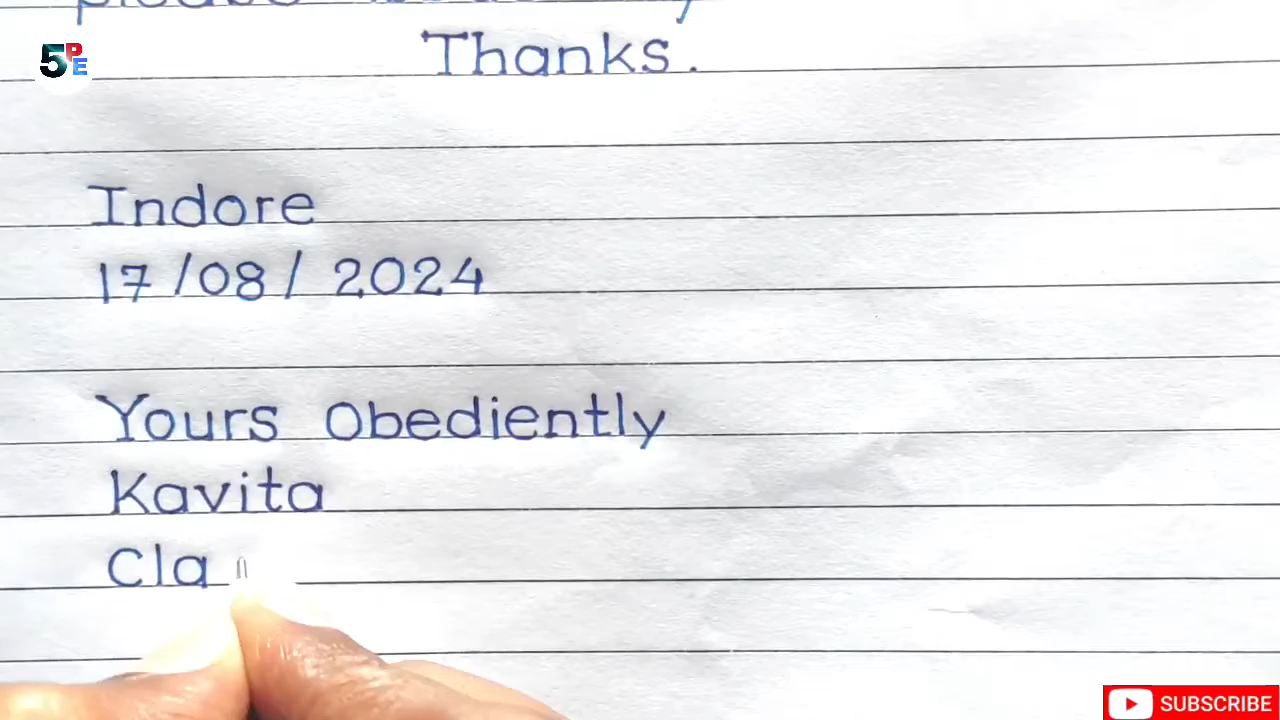 Thanks.
5PE
Indore
17/08/2024
Yours Obediently
Kavita
Cla
SUBSCRIBE